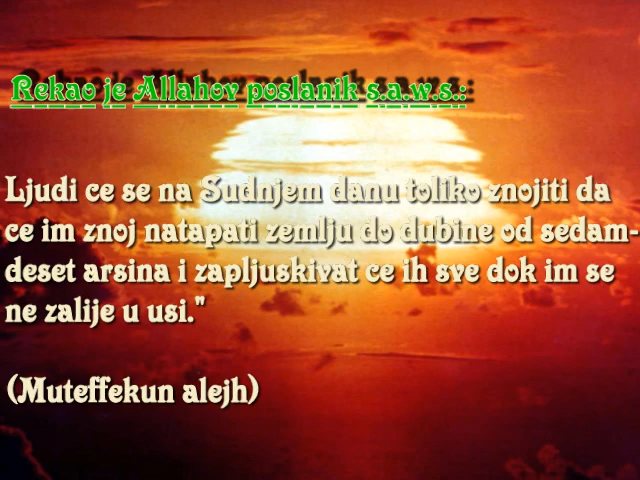 Rekao je Allahov poslanik s.a.w.s.:
Ljudi ce se na Sudnjem danu toliko znojiti da
ce im znoj natapati zemlju do dubine od sedam-
deset arsina i zapljuskivat ce ih sve dok im se
ne zalije u usi."
(Muteffekun alejh)